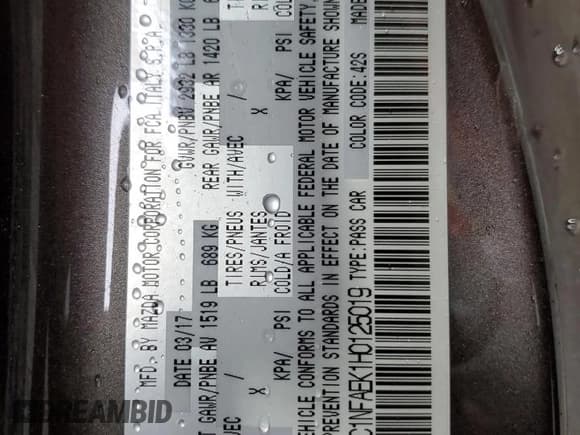 MFD. BY MAZDA MOTOR CORPORATION FOR FCA ITALY S.P.A
DATE 03/17 GVWR/PNBV 2932 LB 1330 KG
GAWR/PNBE AV 1519 LB 689 KG REAR GAWR/PNBE AR 1420 LB
TIRES/PNEUS WITH/AVEC
RIMS/JANTES
KPA/ PSI COLD/A FROID KPA/ PSI COLD
VEHICLE CONFORMS TO ALL APPLICABLE FEDERAL MOTOR VEHICLE SAFETY,
STANDARDS IN EFFECT ON THE DATE OF MANUFACTURE SHOWN
C1NFAEK1H0125019 TYPE:PASS CAR COLOR CODE:42S MADE
DREAMBID